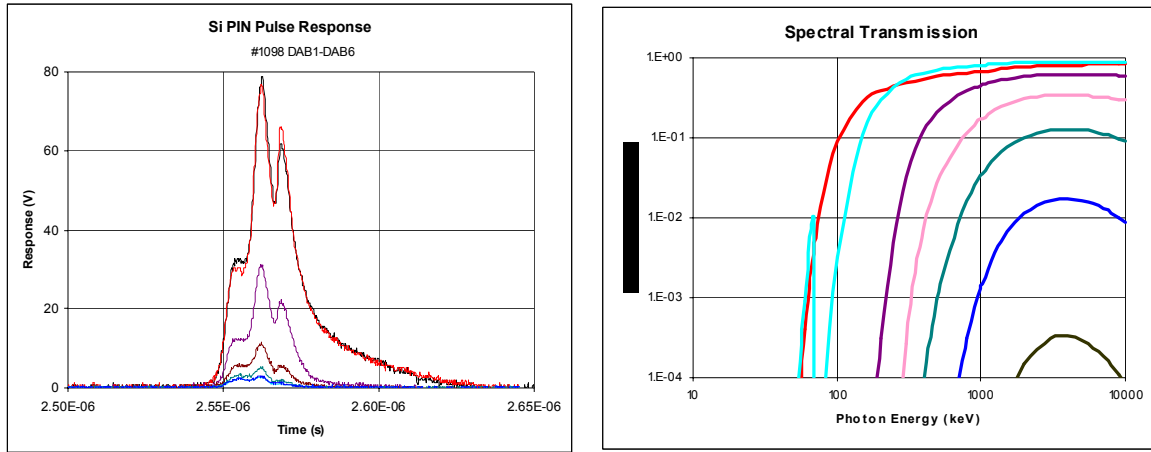 Si PIN Pulse Response
#1098 DAB1-DAB6
80
60
40
20
0
Response (V)
2.50E-06 2.55E-06 2.60E-06 2.65E-06
Time (s)
Spectral Transmission
1.E+00
1.E-01
1.E-02
1.E-03
1.E-04
10 100 1000 10000
Photon Energy (keV)